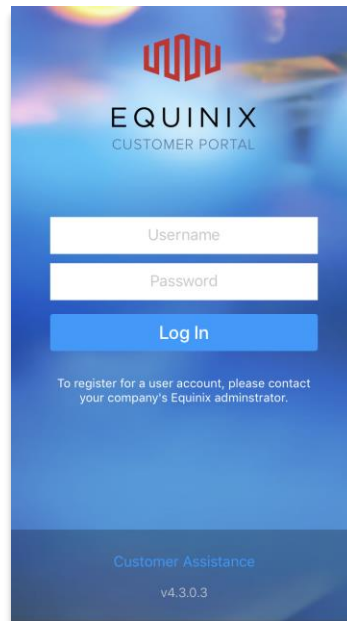 EQUINIX
CUSTOMER PORTAL
Username
Password
Log In
To register for a user account, please contact
your company's Equinix adminstrator.
Customer Assistance
v4.3.0.3